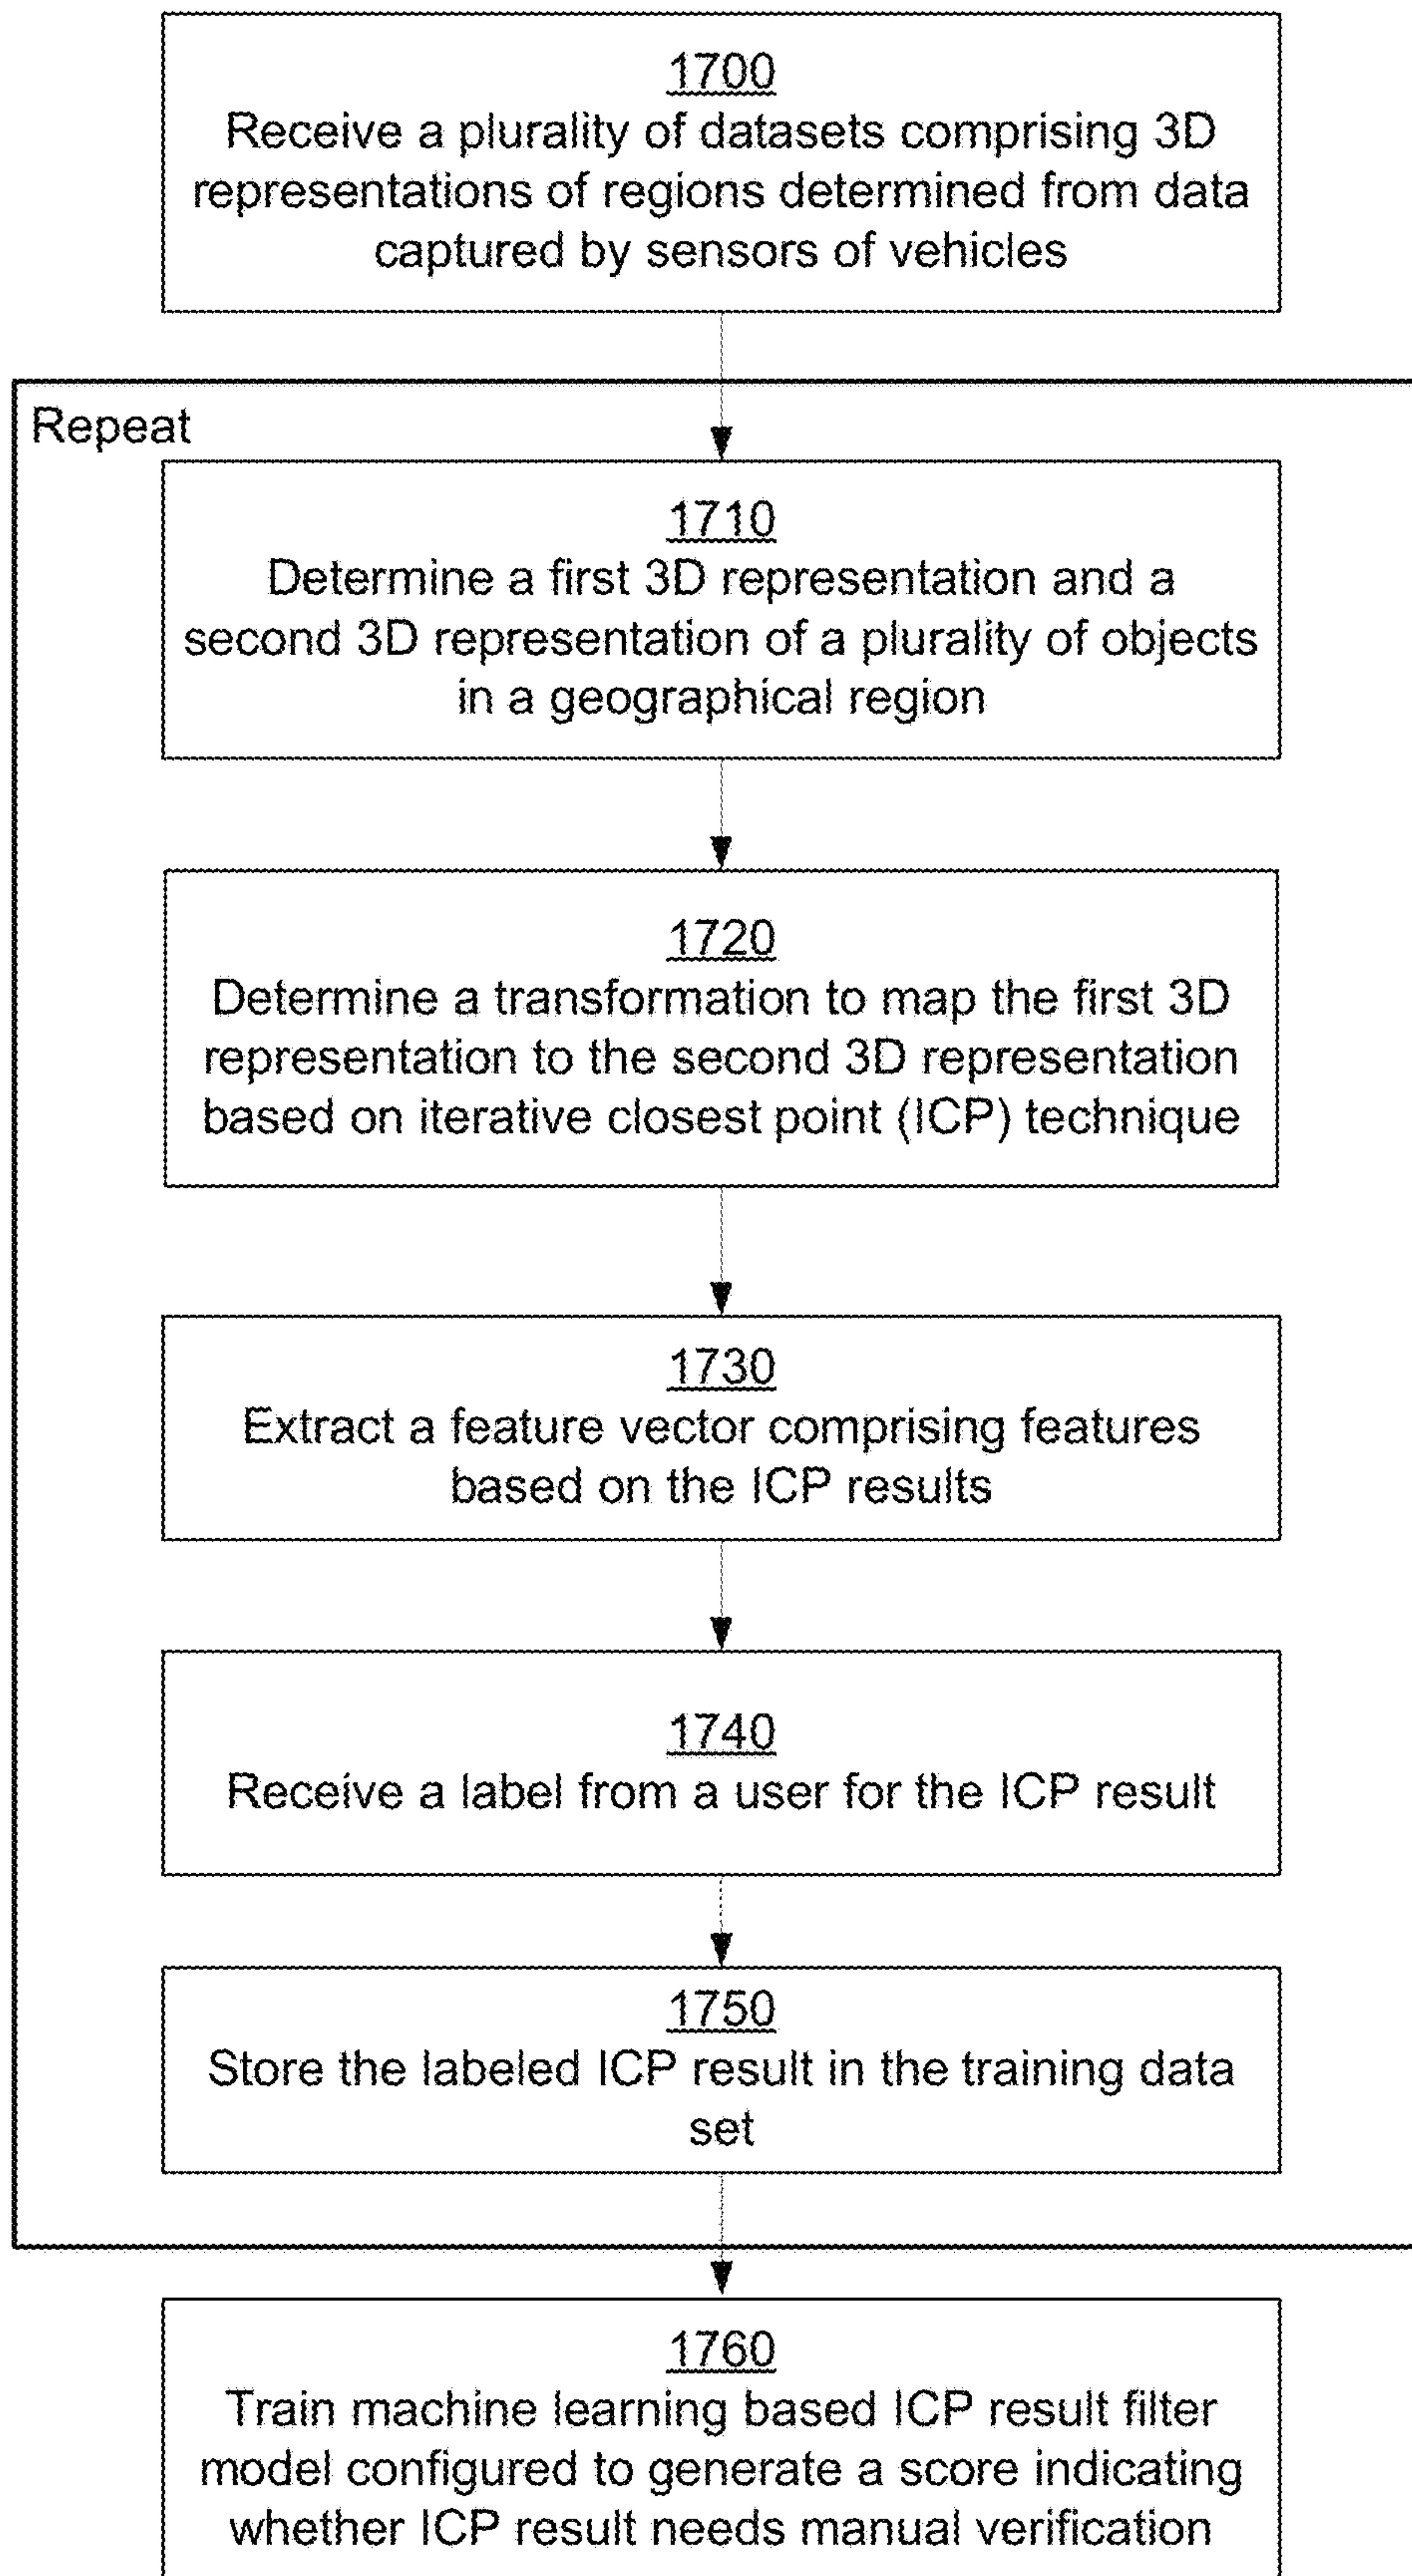 1700
Receive a plurality of datasets comprising 3D
representations of regions determined from data
captured by sensors of vehicles
Repeat
1710
Determine a first 3D representation and a
second 3D representation of a plurality of objects
in a geographical region
1720
Determine a transformation to map the first 3D
representation to the second 3D representation
based on iterative closest point (ICP) technique
1730
Extract a feature vector comprising features
based on the ICP results
1740
Receive a label from a user for the ICP result
1750
Store the labeled ICP result in the training data
set
1760
Train machine learning based ICP result filter
model configured to generate a score indicating
whether ICP result needs manual verification